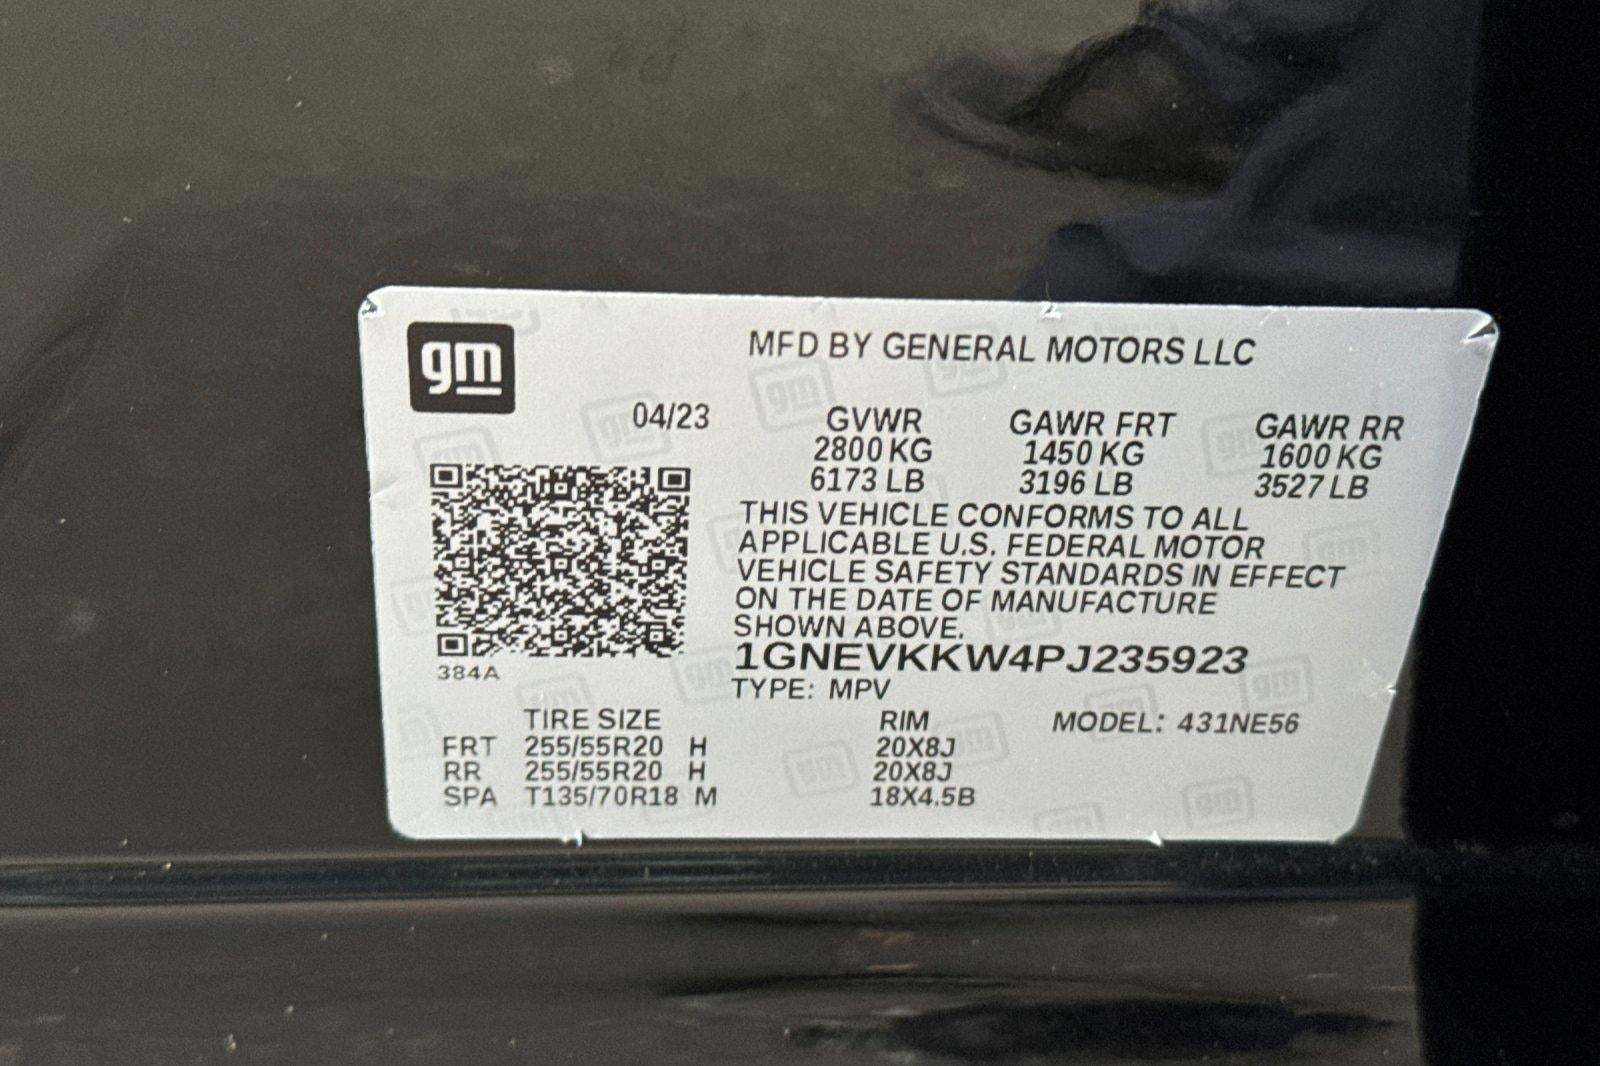 gm
MFD BY GENERAL MOTORS LLC
04/23 GVWR GAWR FRT GAWR RR
2800 KG 1450 KG 1600 KG
6173 LB 3196 LB 3527 LB
THIS VEHICLE CONFORMS TO ALL
APPLICABLE U.S. FEDERAL MOTOR
VEHICLE SAFETY STANDARDS IN EFFECT
ON THE DATE OF MANUFACTURE
SHOWN ABOVE.
1GNEVKKW4PJ235923
384A
TYPE: MPV
TIRE SIZE RIM MODEL: 431NE56
FRT 255/55R20 H 20X8J
RR 255/55R20 H 20X8J
SPA T135/70R18 M 18X4.5B